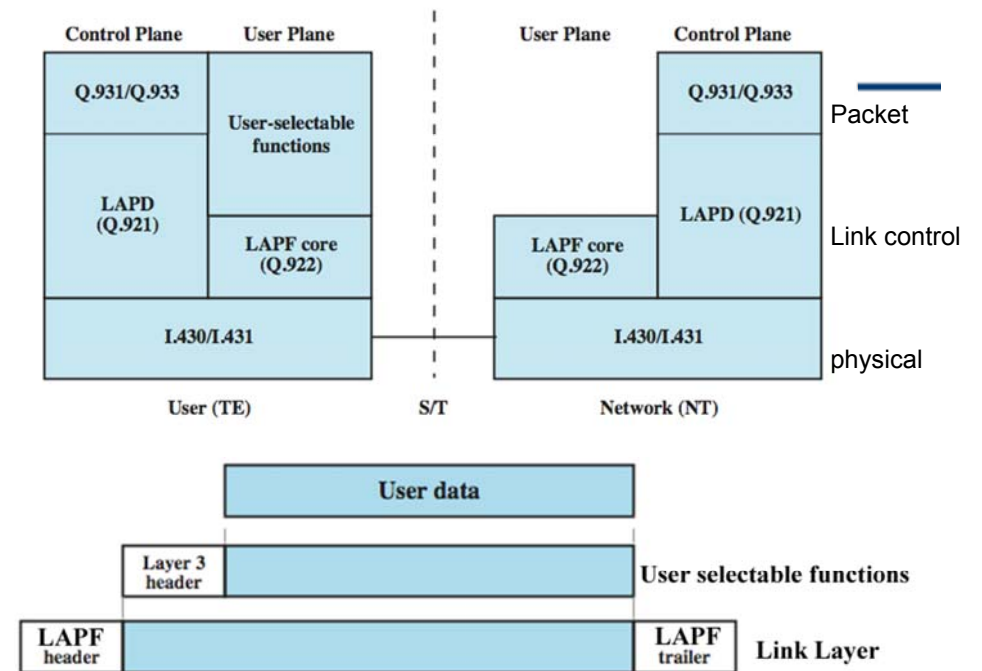 Control Plane
User Plane
User Plane
Control Plane
Q.931/Q.933
User-selectable
functions
LAPD
(Q.921)
LAPF core
(Q.922)
I.430/I.431
Q.931/Q.933
LAPD (Q.921)
LAPF core
(Q.922)
I.430/I.431
Packet
Link control
physical
User (TE)
S/T
Network (NT)
User data
Layer 3
header
User selectable functions
LAPF
header
LAPF
trailer
Link Layer